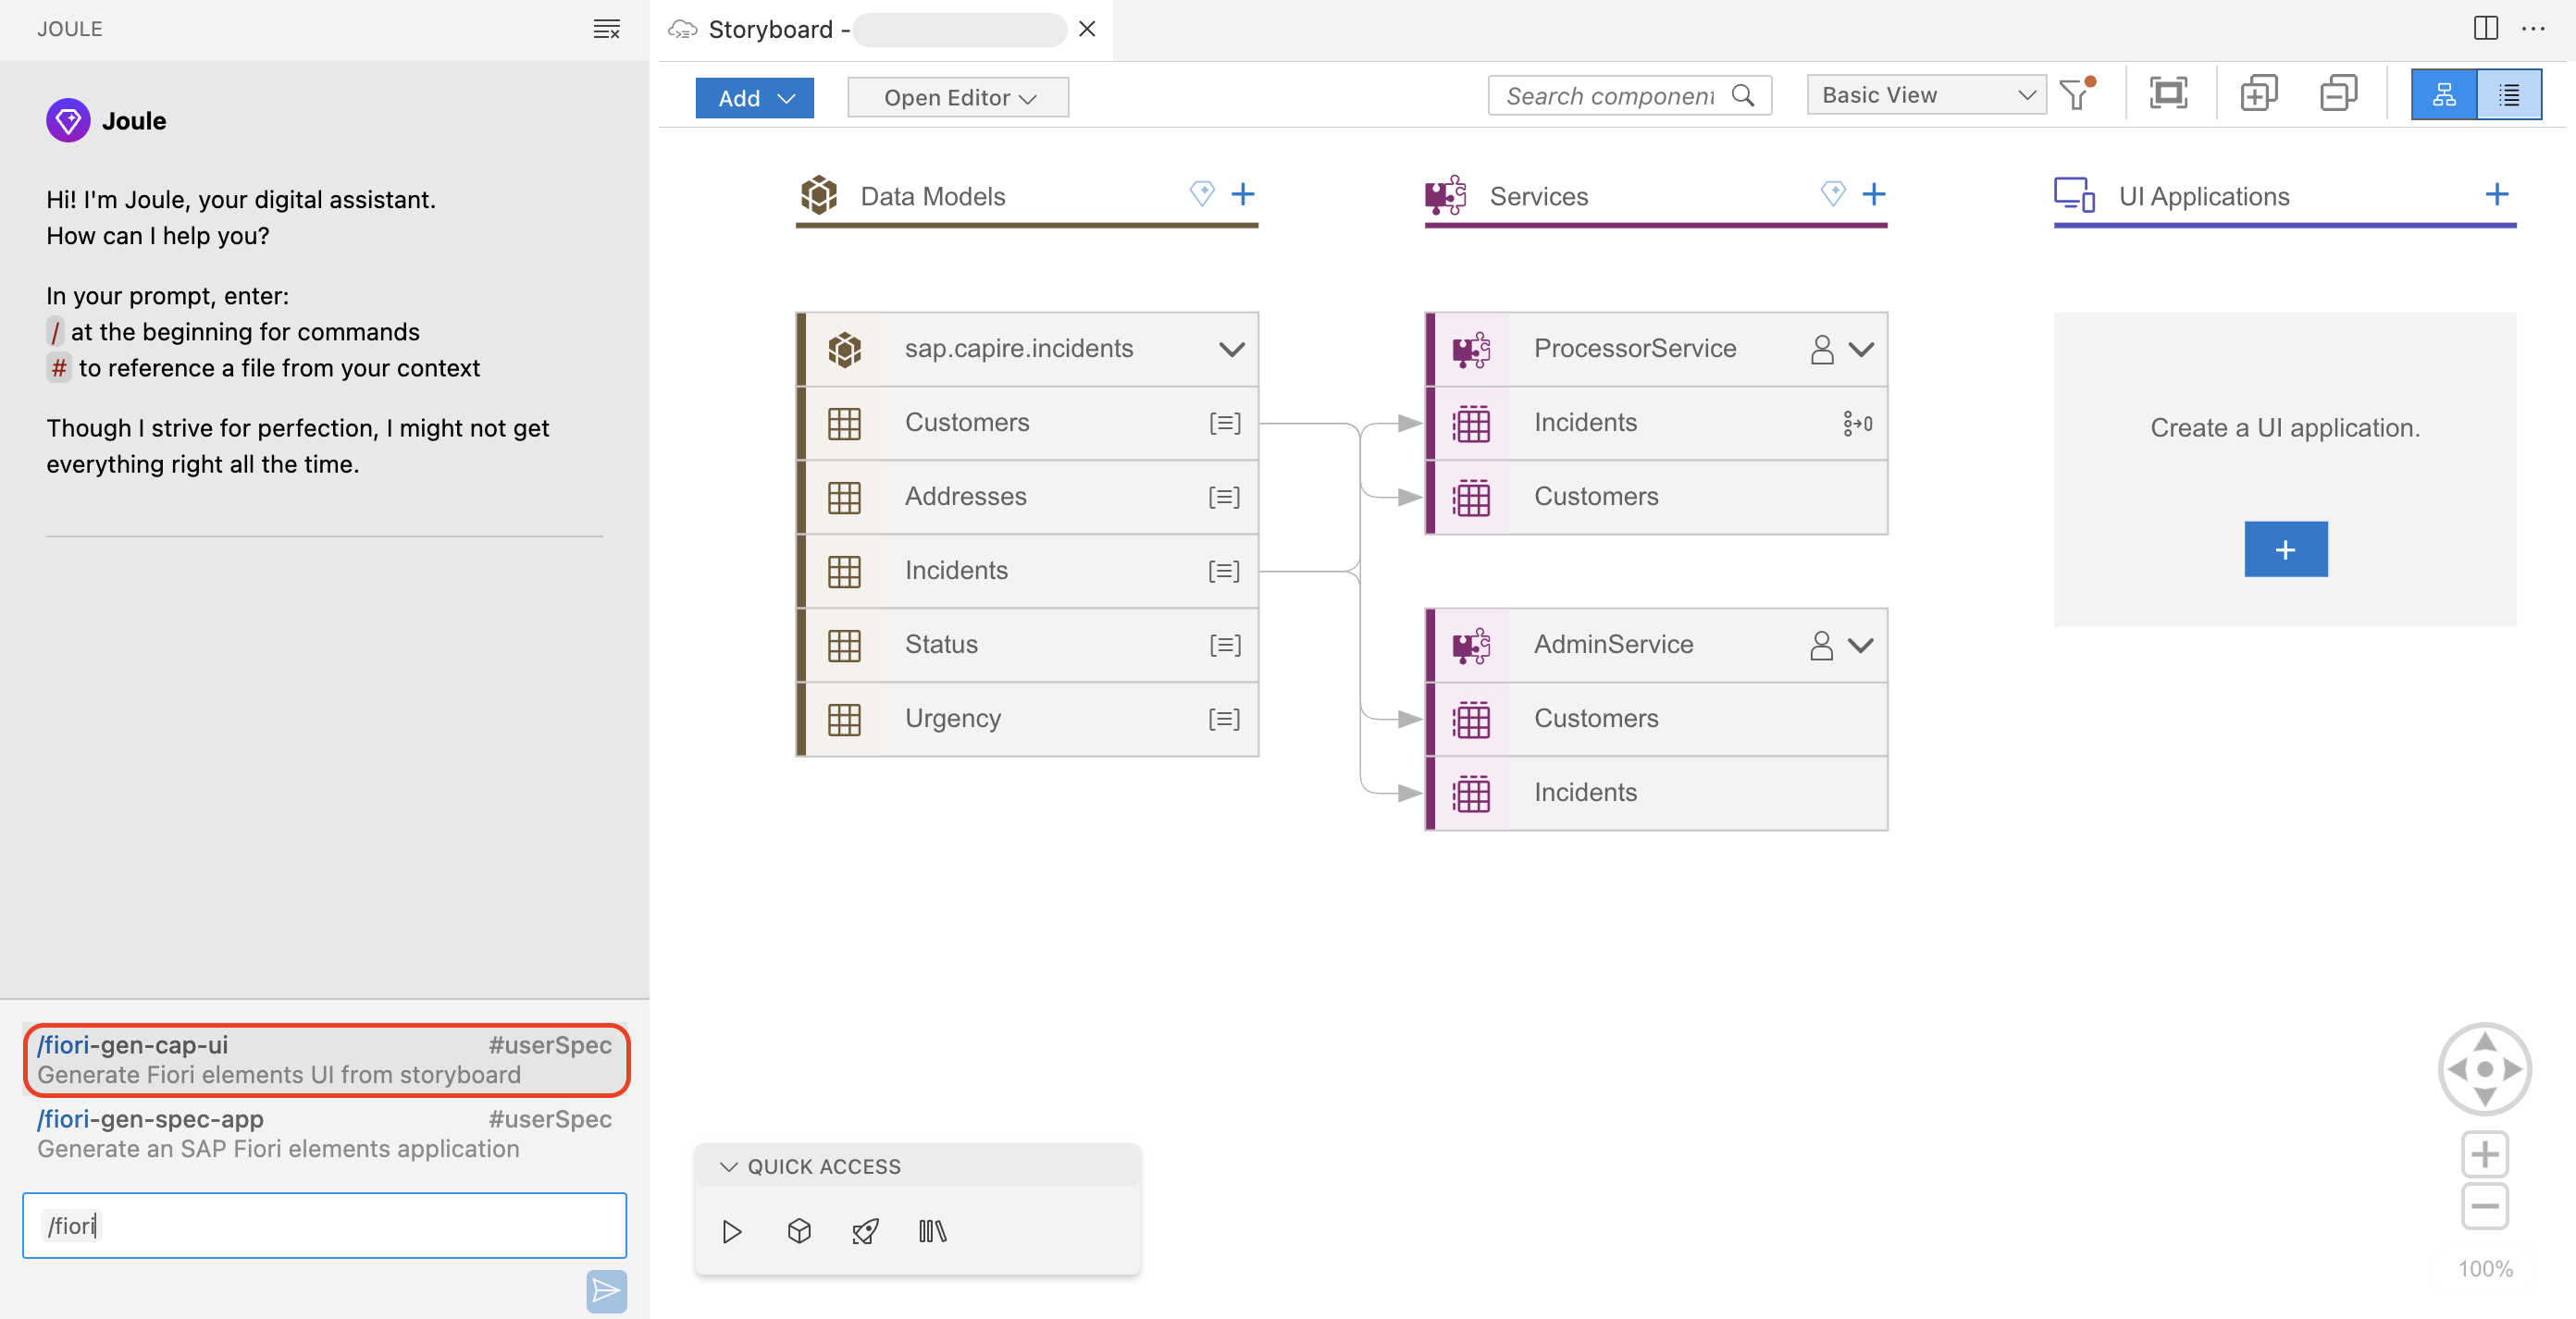 JOULE
Joule
Hi! I'm Joule, your digital assistant.
How can I help you?
In your prompt, enter:
/ at the beginning for commands
# to reference a file from your context
Though I strive for perfection, I might not get
everything right all the time.
/fiori-gen-cap-ui #userSpec
Generate Fiori elements UI from storyboard
/fiori-gen-spec-app #userSpec
Generate an SAP Fiori elements application
/fiori
Storyboard -
Add
Open Editor
Search component
Basic View
Data Models
Services
UI Applications
sap.capire.incidents
Customers
Addresses
Incidents
Status
Urgency
ProcessorService
Incidents
Customers
AdminService
Customers
Incidents
Create a UI application.
+
QUICK ACCESS
100%